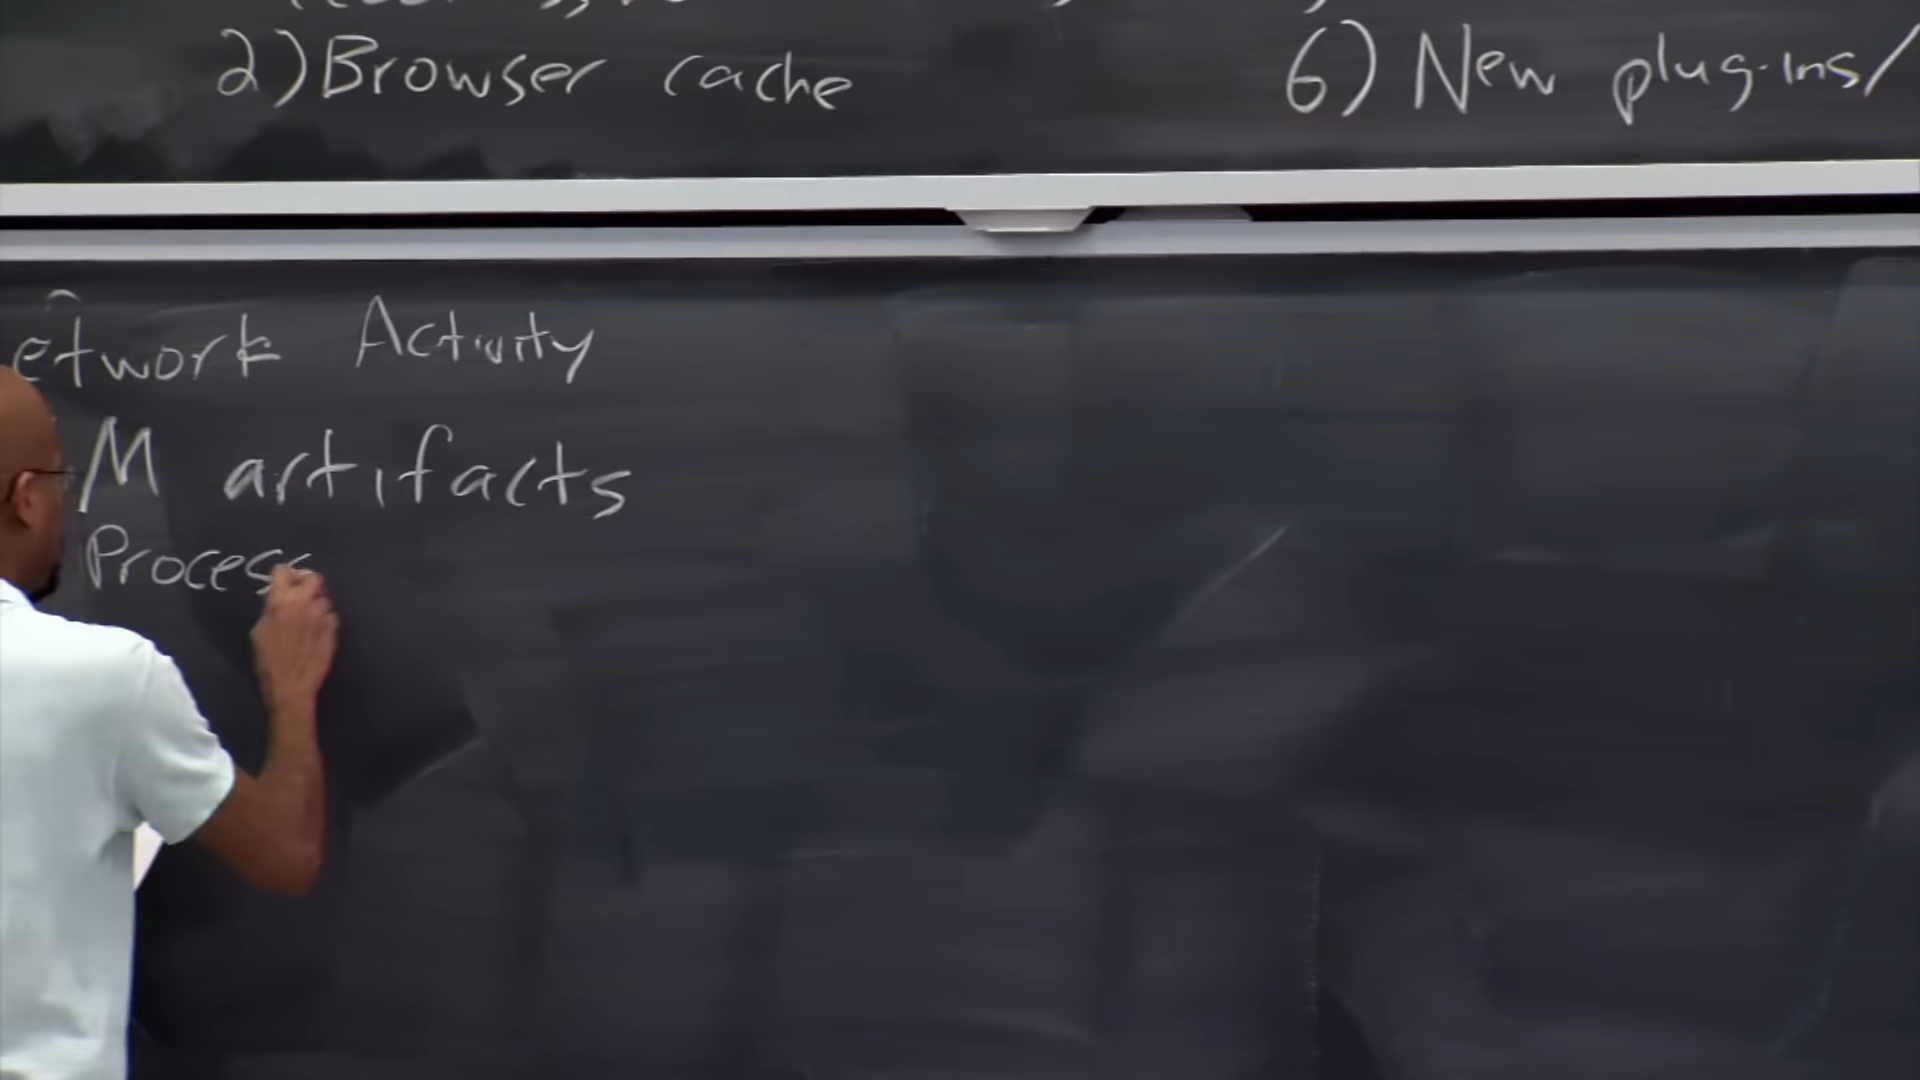 2) Browser cache
6) New plug-ins/
etwork Activity
M artifacts
Process